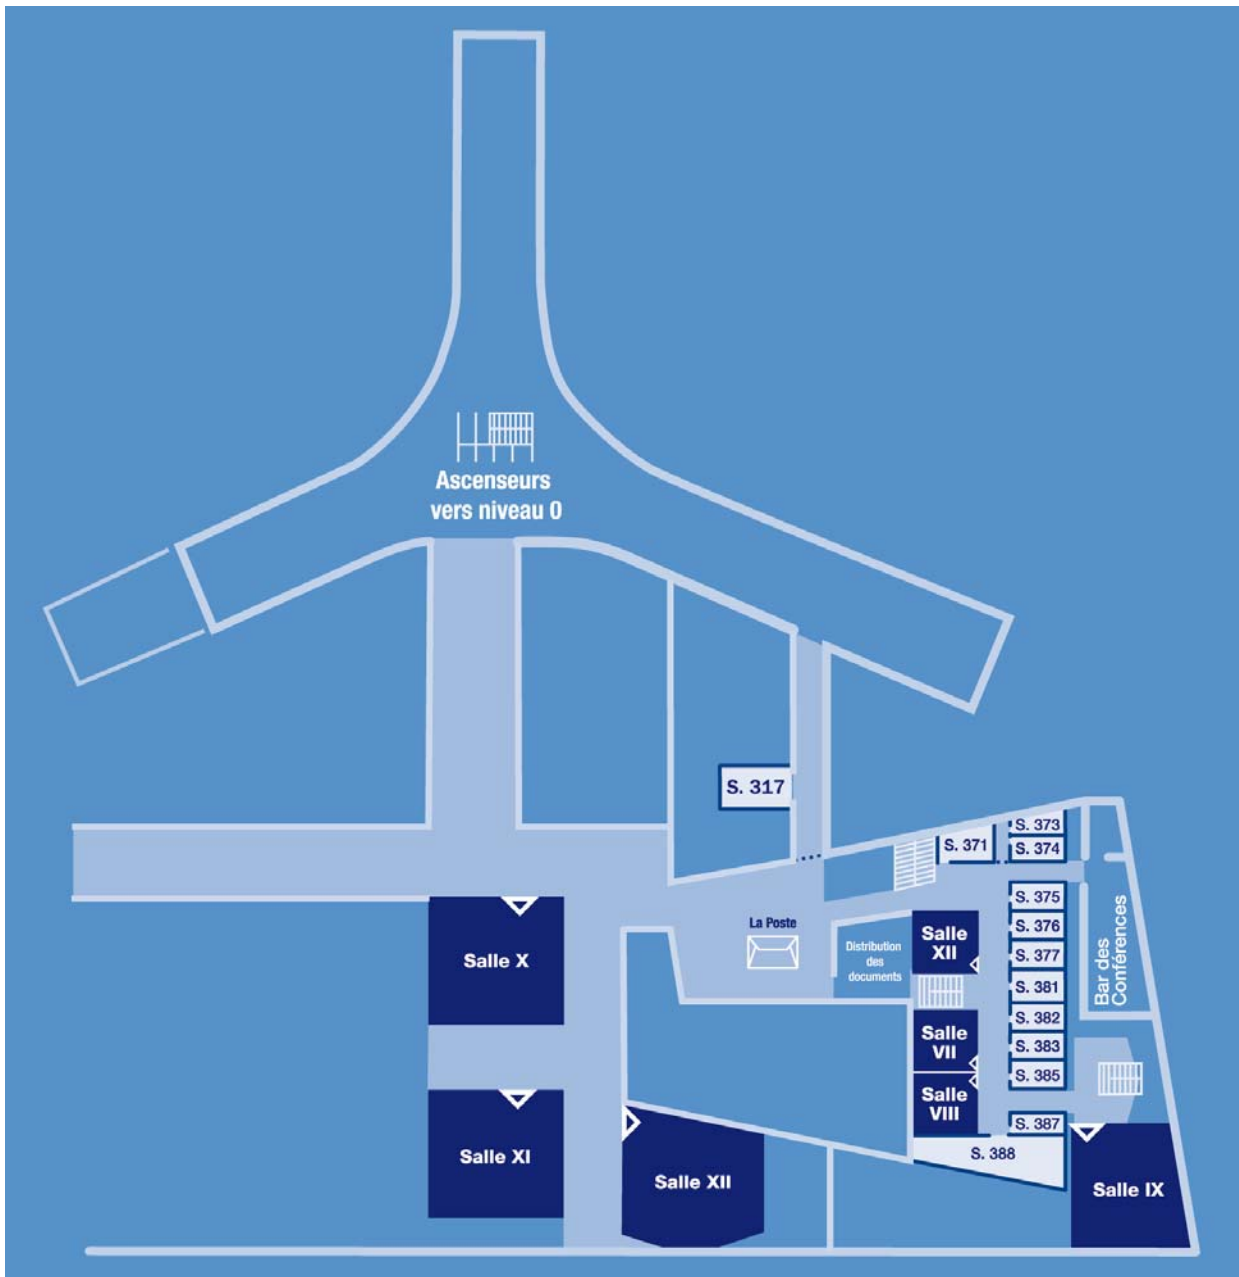 Ascenseurs
vers niveau 0
S. 317
S. 373
S. 371
S. 374
S. 375
La Poste
S. 376
Salle
XII
Distribution
des
documents
S. 377
Bar des
Conférences
Salle X
S. 381
S. 382
Salle
VII
S. 383
S. 385
Salle
VIII
S. 387
S. 388
Salle XI
Salle XII
Salle IX